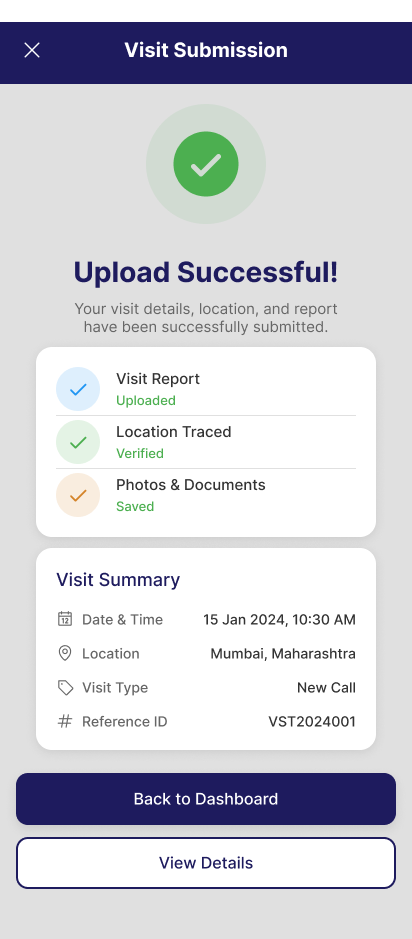 Visit Submission
Upload Successful!
Your visit details, location, and report
have been successfully submitted.
Visit Report
Uploaded
Location Traced
Verified
Photos & Documents
Saved
Visit Summary
12
Date & Time 15 Jan 2024, 10:30 AM
Location Mumbai, Maharashtra
Visit Type New Call
Reference ID VST2024001
Back to Dashboard
View Details